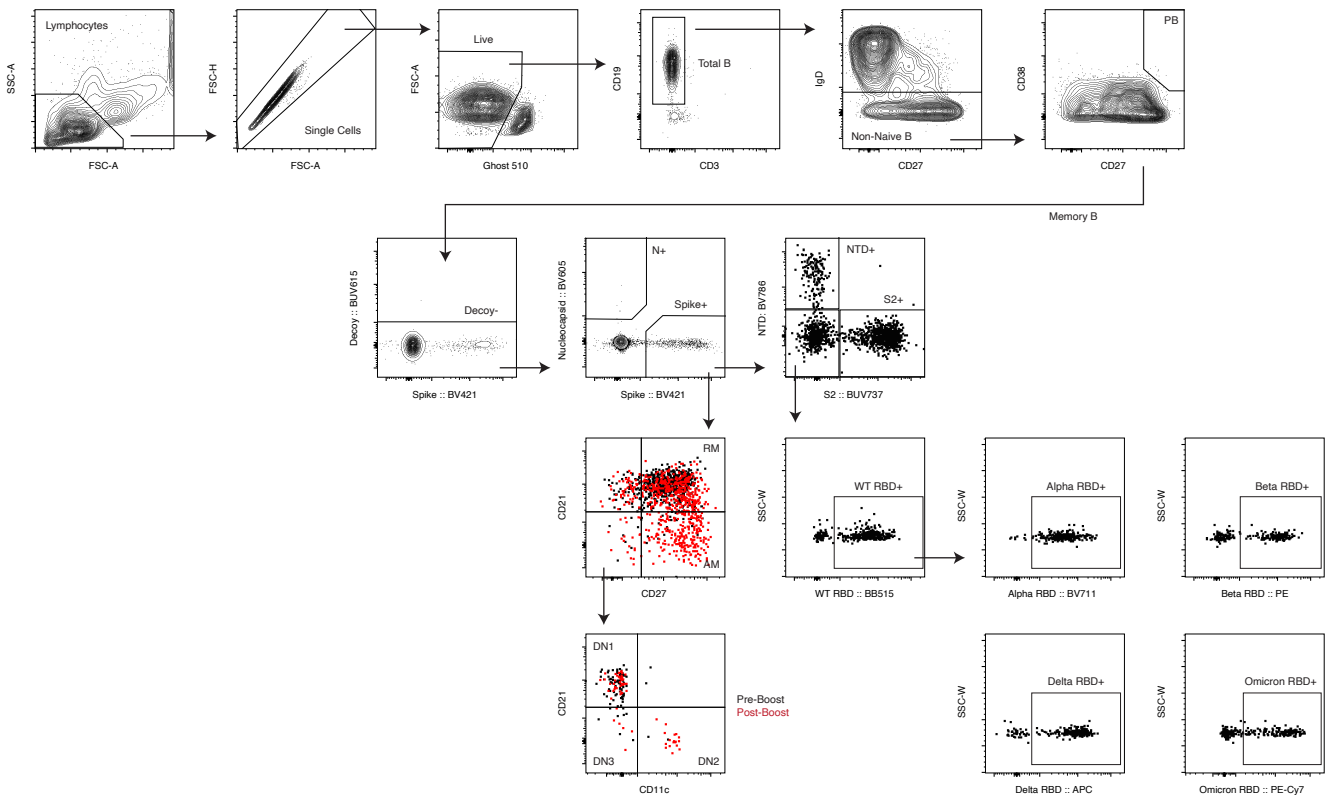 Lymphocytes
SSC-A
FSC-A
FSC-H
Single Cells
FSC-A
Live
FSC-A
Ghost 510
CD19
Total B
CD3
IgD
Non-Naive B
CD27
PB
CD38
CD27
Memory B
Decoy :: BUV615
Decoy-
Spike :: BV421
Nucleocapsid :: BV605
N+
Spike+
Spike :: BV421
NTD: BV786
NTD+
S2+
S2 :: BUV737
CD21
RM
AM
CD27
SSC-W
WT RBD+
WT RBD :: BB515
SSC-W
Alpha RBD+
Alpha RBD :: BV711
SSC-W
Beta RBD+
Beta RBD :: PE
CD21
DN1
DN3
DN2
CD11c
Pre-Boost
Post-Boost
SSC-W
Delta RBD+
Delta RBD :: APC
SSC-W
Omicron RBD+
Omicron RBD :: PE-Cy7